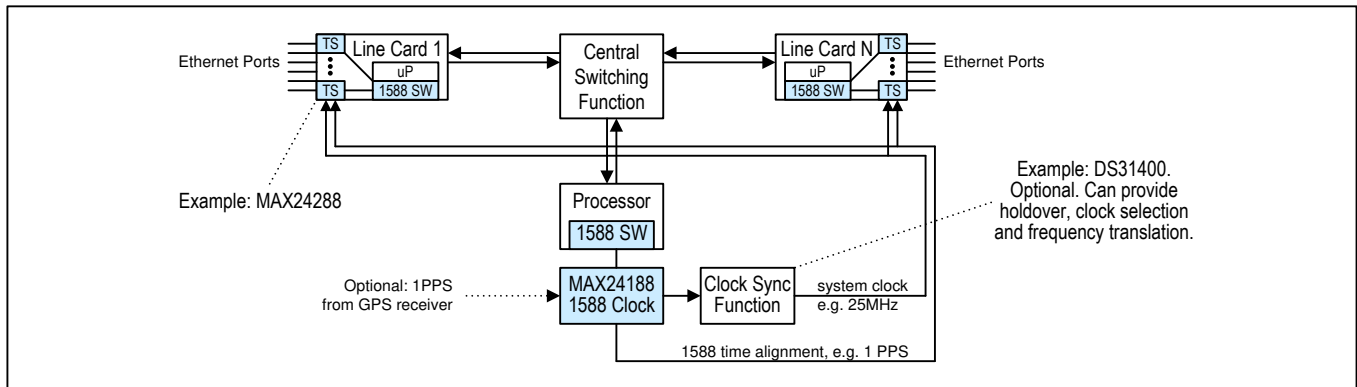 TS
Line Card 1
Ethernet Ports
uP
TS
1588 SW
Central
Switching
Function
Line Card N
TS
uP
Ethernet Ports
1588 SW
TS
Example: MAX24288
Example: DS31400.
Optional. Can provide
holdover, clock selection
and frequency translation.
Processor
1588 SW
Optional: 1PPS
from GPS receiver
MAX24188
1588 Clock
Clock Sync
Function
system clock
e.g. 25MHz
1588 time alignment, e.g. 1 PPS